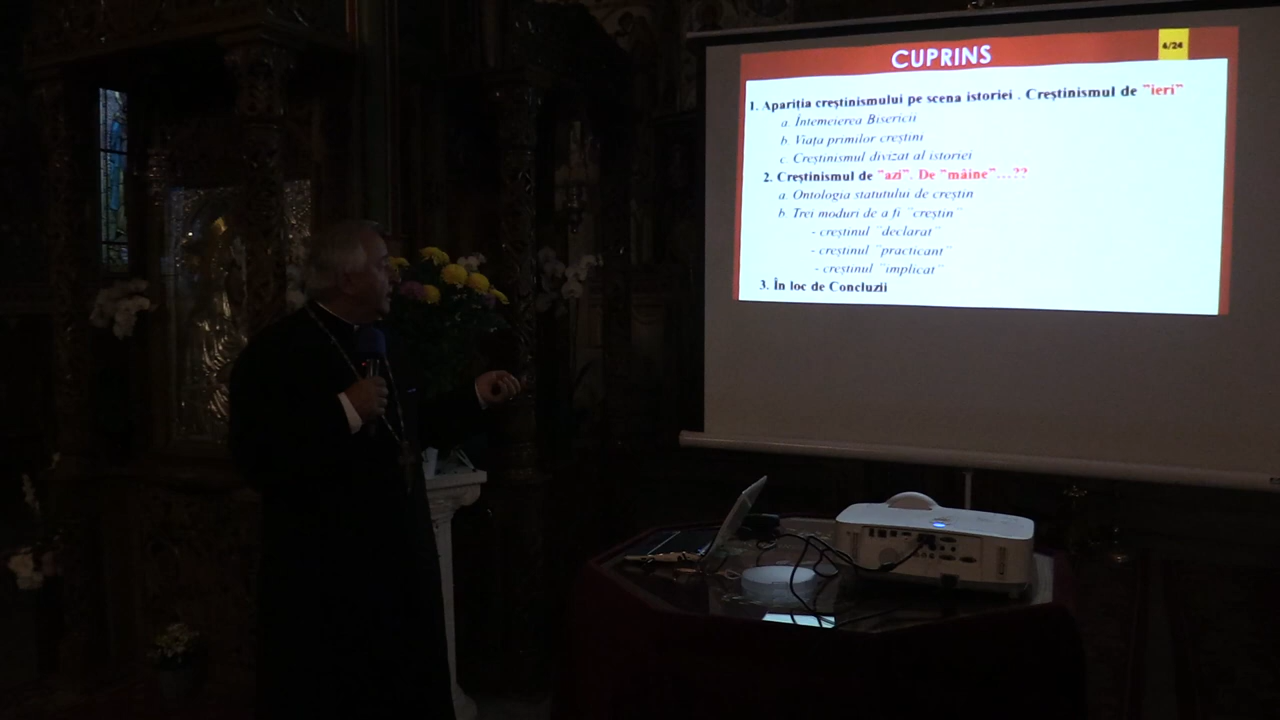 CUPRINS
4/24
1. Apariția creștinismului pe scena istoriei . Creștinismul de "ieri"
a. Întemeierea Bisericii
b. Viața primilor creștini
c. Creștinismul divizat al istoriei
2. Creștinismul de "azi". De "mâine"...??
a. Ontologia statutului de creștin
b. Trei moduri de a fi "creștin"
- creștinul "declarat"
- creștinul "practicant"
- creștinul "implicat"
3. În loc de Concluzii